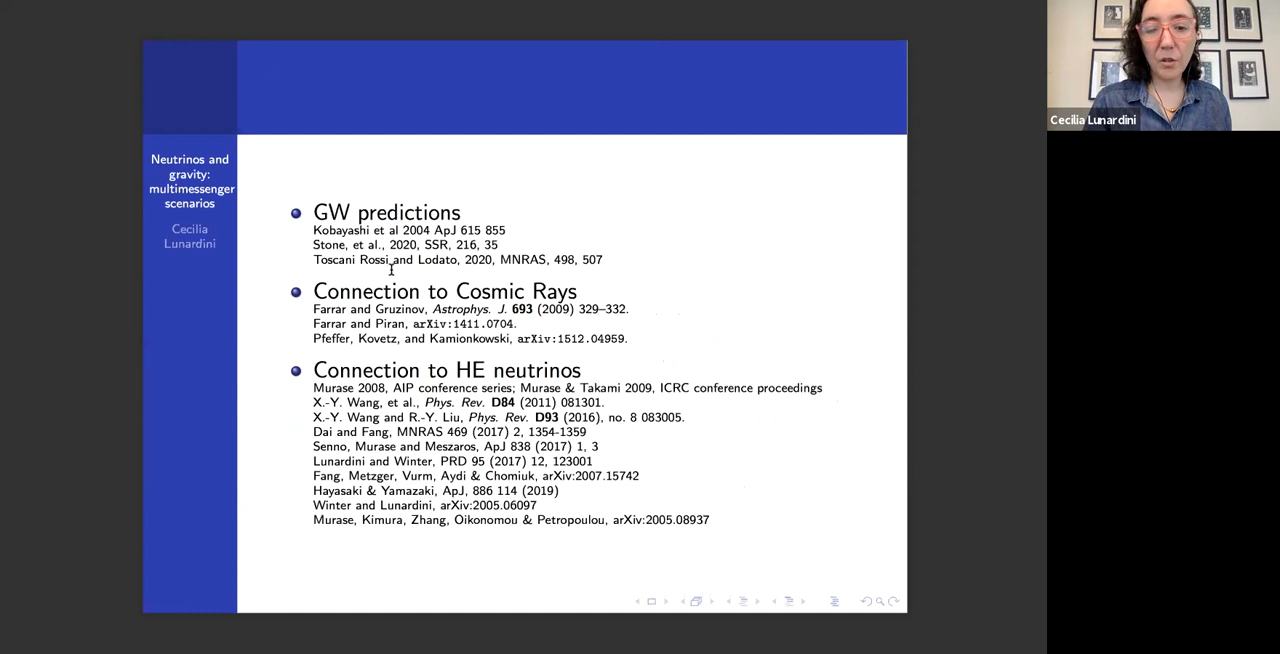 Neutrinos and
gravity:
multimessenger
scenarios
Cecilia
Lunardini
GW predictions
Kobayashi et al 2004 ApJ 615 855
Stone, et al., 2020, SSR, 216, 35
Toscani Rossi and Lodato, 2020, MNRAS, 498, 507
Connection to Cosmic Rays
Farrar and Gruzinov, Astrophys. J. 693 (2009) 329–332.
Farrar and Piran, arXiv:1411.0704.
Pfeffer, Kovetz, and Kamionkowski, arXiv:1512.04959.
Connection to HE neutrinos
Murase 2008, AIP conference series; Murase & Takami 2009, ICRC conference proceedings
X.-Y. Wang, et al., Phys. Rev. D84 (2011) 081301.
X.-Y. Wang and R.-Y. Liu, Phys. Rev. D93 (2016), no. 8 083005.
Dai and Fang, MNRAS 469 (2017) 2, 1354-1359
Senno, Murase and Meszaros, ApJ 838 (2017) 1, 3
Lunardini and Winter, PRD 95 (2017) 12, 123001
Fang, Metzger, Vurm, Aydi & Chomiuk, arXiv:2007.15742
Hayasaki & Yamazaki, ApJ, 886 114 (2019)
Winter and Lunardini, arXiv:2005.06097
Murase, Kimura, Zhang, Oikonomou & Petropoulou, arXiv:2005.08937
Cecilia Lunardini